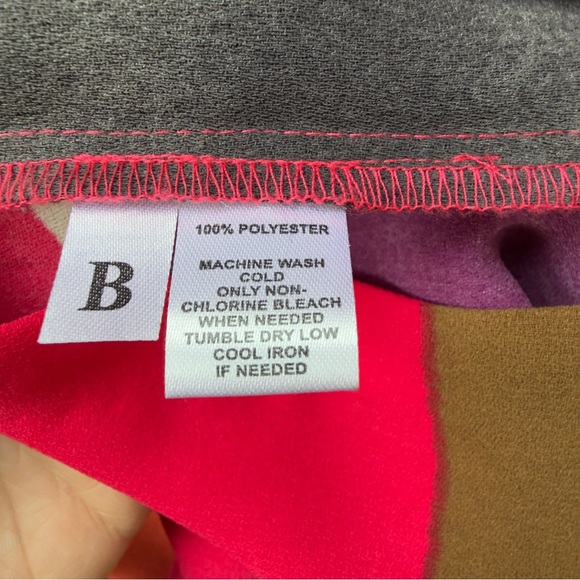 B
100% POLYESTER
MACHINE WASH
COLD
ONLY NON-
CHLORINE BLEACH
WHEN NEEDED
TUMBLE DRY LOW
COOL IRON
IF NEEDED